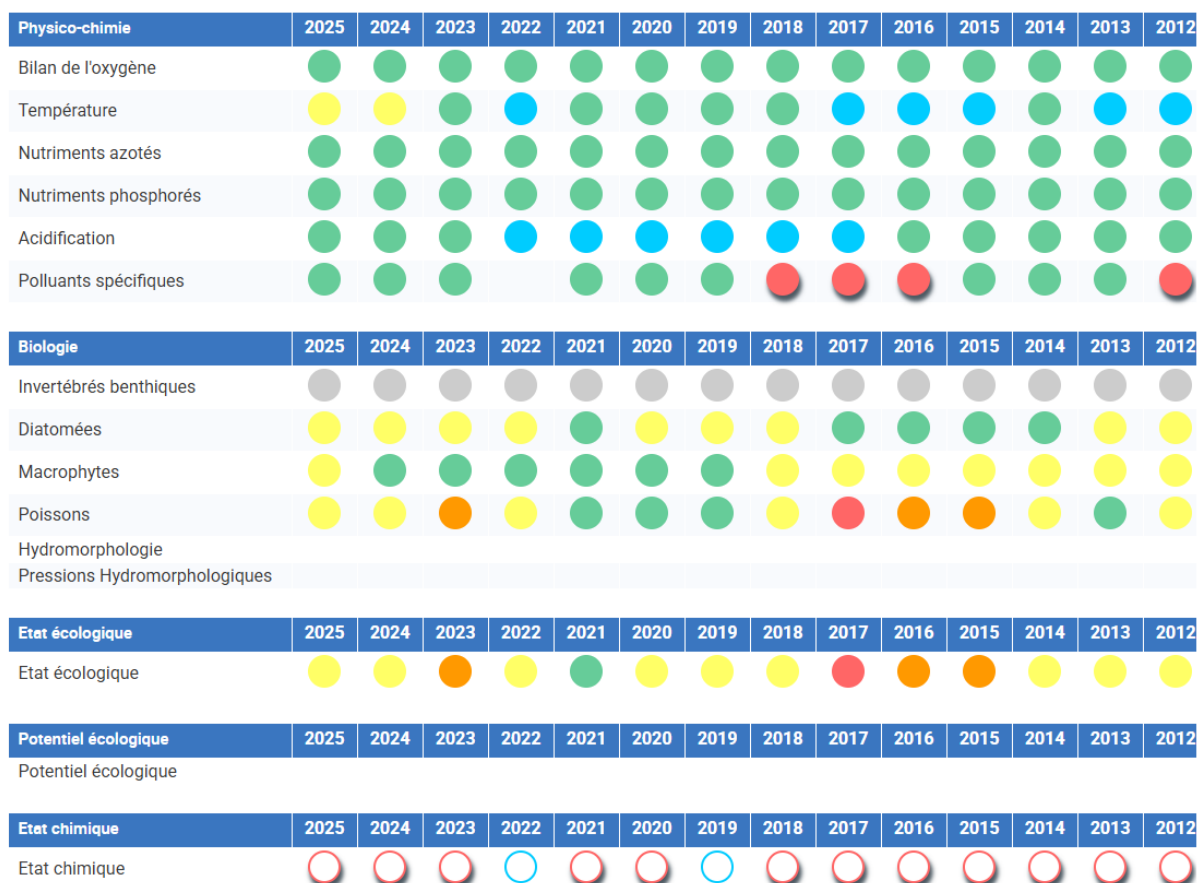 Physico-chimie 2025 2024 2023 2022 2021 2020 2019 2018 2017 2016 2015 2014 2013 2012
Bilan de l'oxygène
Température
Nutriments azotés
Nutriments phosphorés
Acidification
Polluants spécifiques
Biologie 2025 2024 2023 2022 2021 2020 2019 2018 2017 2016 2015 2014 2013 2012
Invertébrés benthiques
Diatomées
Macrophytes
Poissons
Hydromorphologie
Pressions Hydromorphologiques
Etat écologique 2025 2024 2023 2022 2021 2020 2019 2018 2017 2016 2015 2014 2013 2012
Etat écologique
Potentiel écologique 2025 2024 2023 2022 2021 2020 2019 2018 2017 2016 2015 2014 2013 2012
Potentiel écologique
Etat chimique 2025 2024 2023 2022 2021 2020 2019 2018 2017 2016 2015 2014 2013 2012
Etat chimique